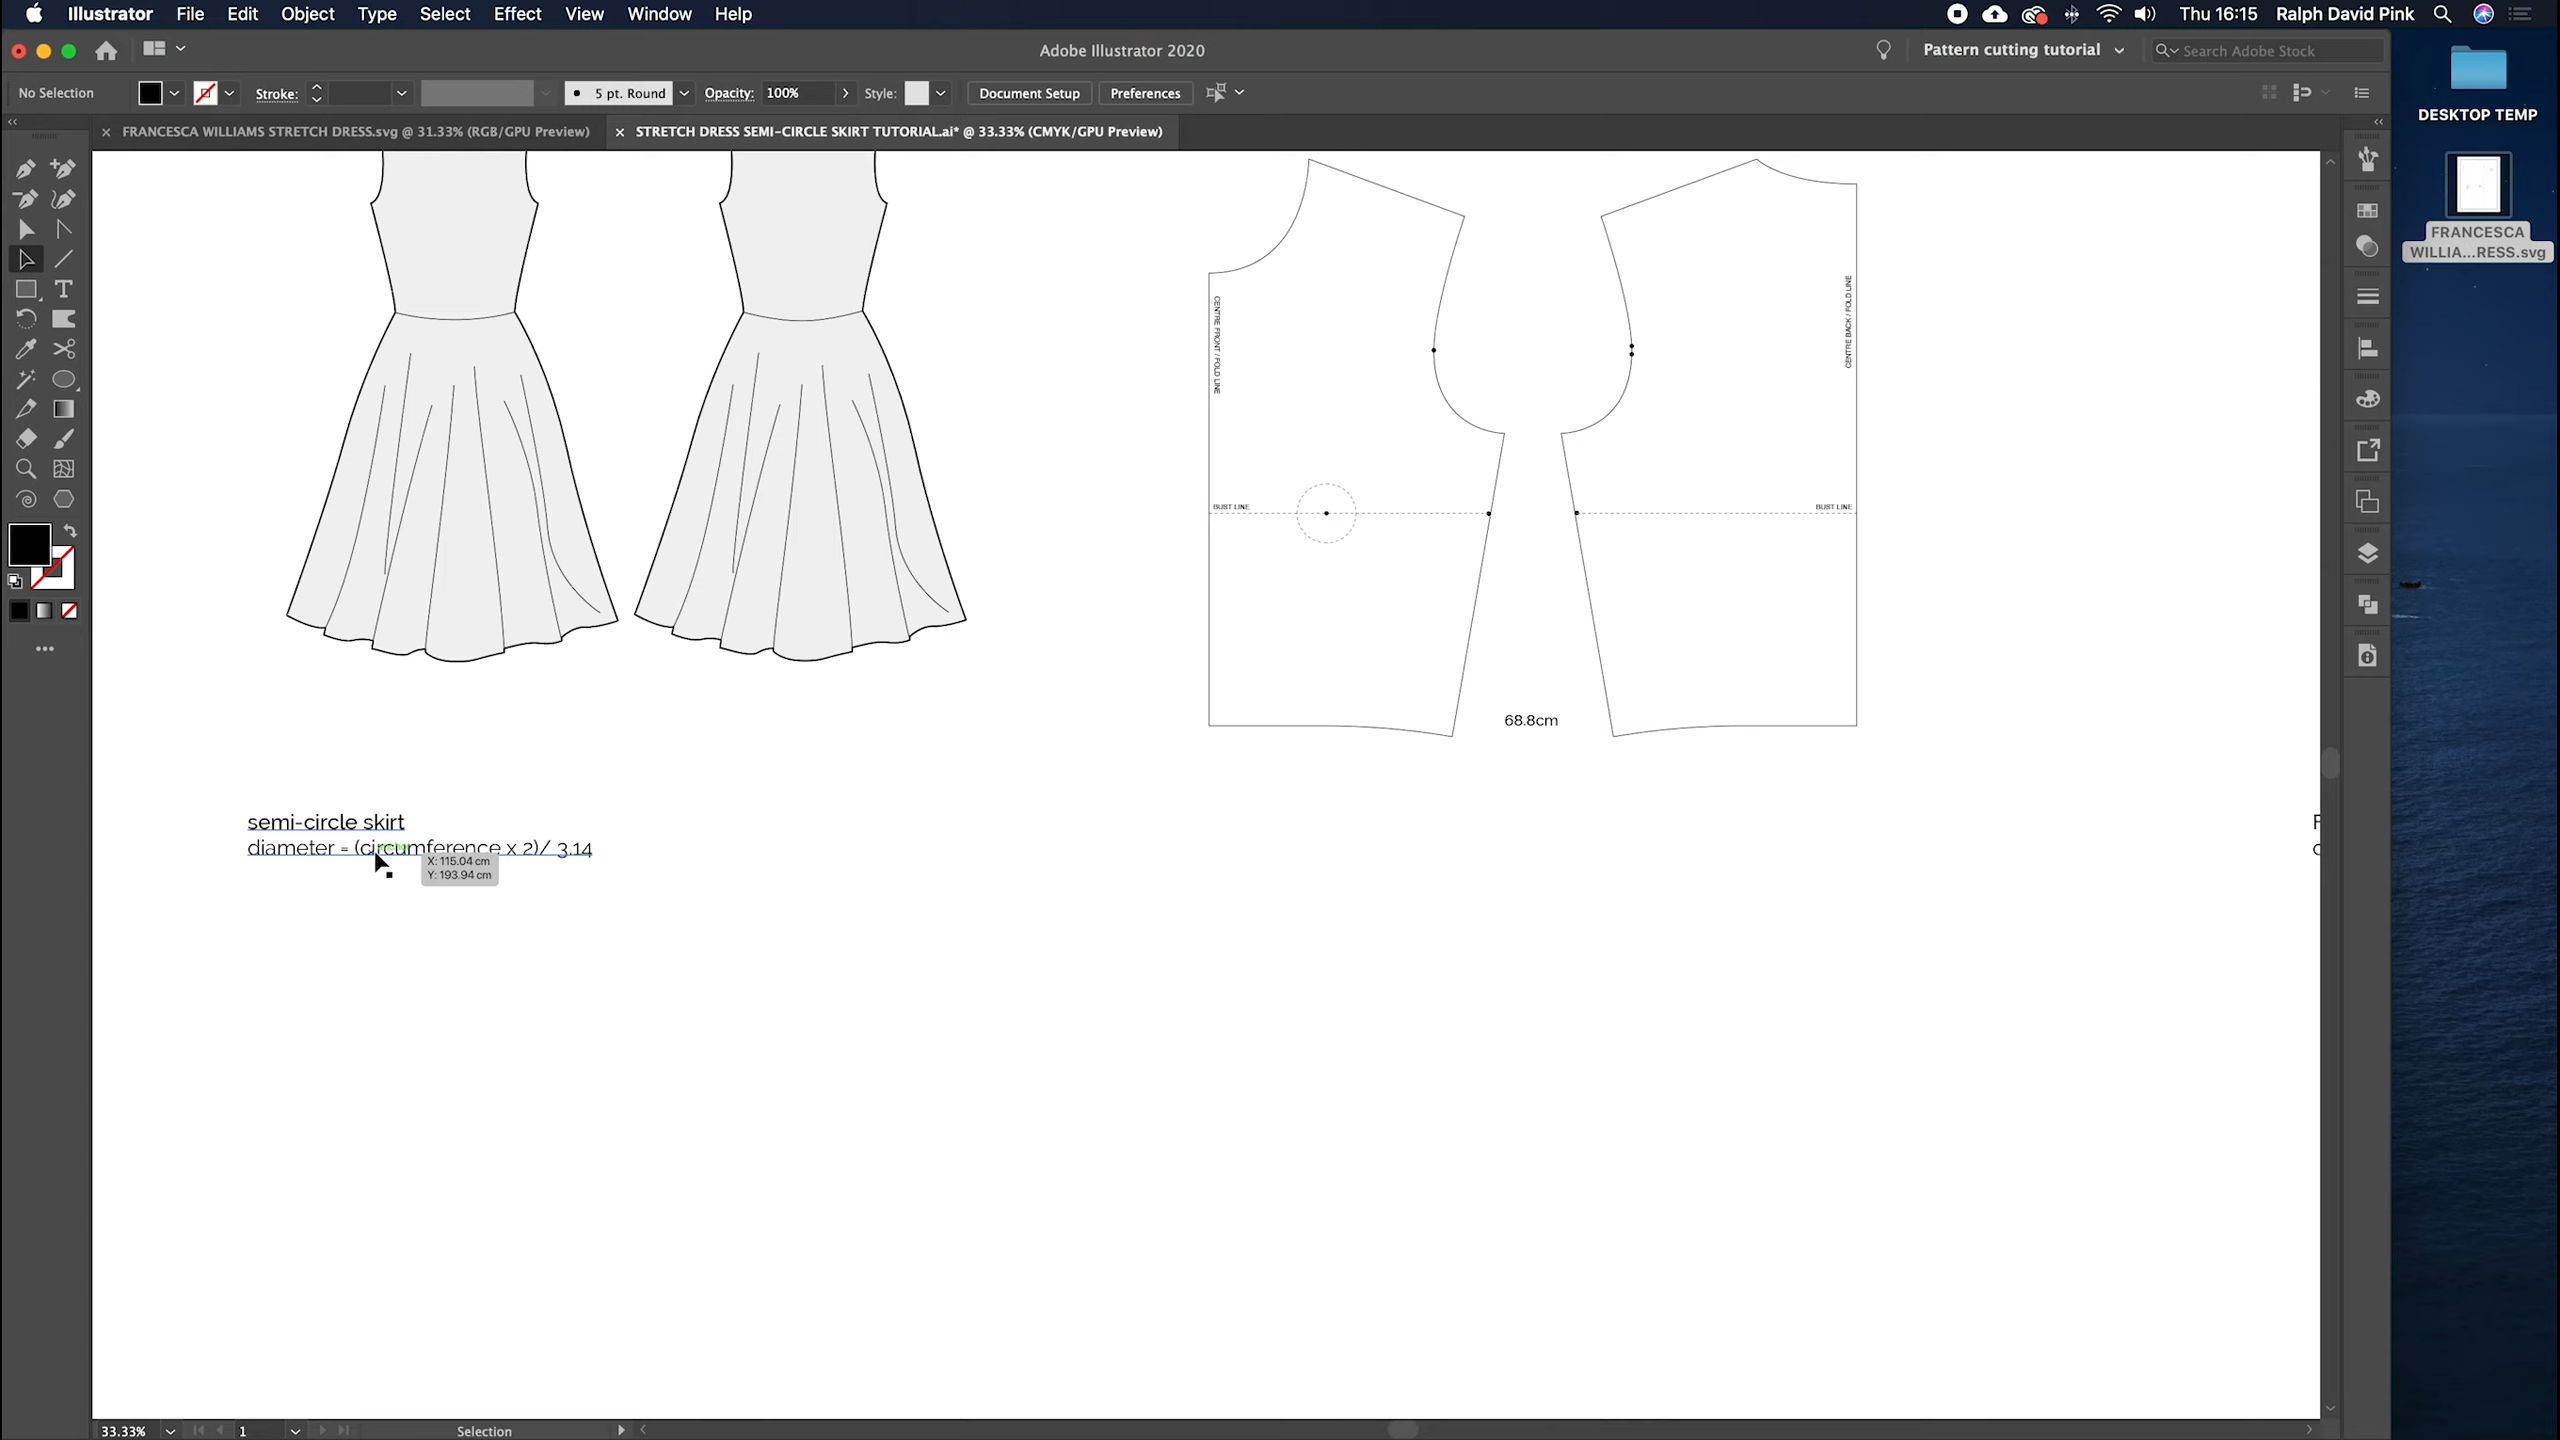 Illustrator File Edit Object Type Select Effect View Window Help
Thu 16:15 Ralph David Pink
Adobe Illustrator 2020
Pattern cutting tutorial
Search Adobe Stock
No Selection
Stroke:
5 pt. Round
Opacity: 100%
Style:
Document Setup
Preferences
FRANCESCA WILLIAMS STRETCH DRESS.svg @ 31.33% (RGB/GPU Preview)
STRETCH DRESS SEMI-CIRCLE SKIRT TUTORIAL.ai* @ 33.33% (CMYK/GPU Preview)
DESKTOP TEMP
FRANCESCA
WILLIA...RESS.svg
CENTRE FRONT / FOLD LINE
CENTRE BACK / FOLD LINE
BUST LINE
BUST LINE
68.8cm
semi-circle skirt
diameter = (circumference x 2)/ 3.14
X: 115.04 cm
Y: 193.94 cm
33.33%
1
Selection